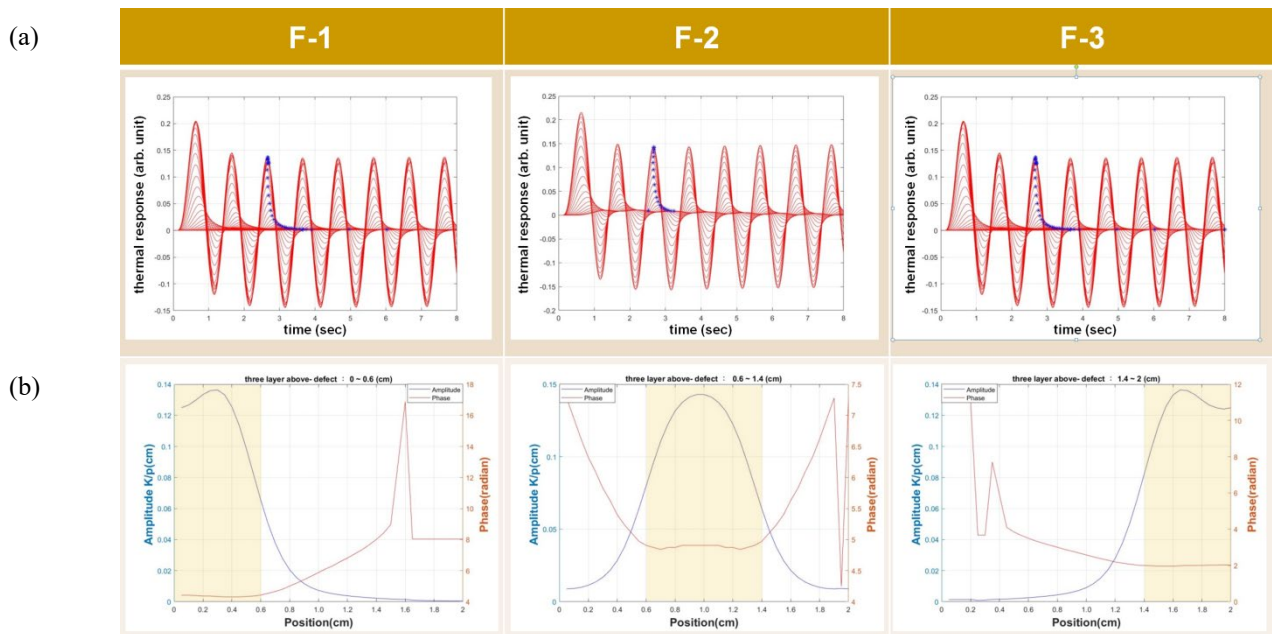 (a)
F-1
F-2
F-3
thermal response (arb. unit)
0.25
0.2
0.15
0.1
0.05
0
-0.05
-0.1
-0.15
0 1 2 3 4 5 6 7 8
time (sec)
thermal response (arb. unit)
0.25
0.2
0.15
0.1
0.05
0
-0.05
-0.1
-0.15
-0.2
0 1 2 3 4 5 6 7 8
time (sec)
thermal response (arb. unit)
0.25
0.2
0.15
0.1
0.05
0
-0.05
-0.1
-0.15
0 1 2 3 4 5 6 7 8
time (sec)
(b)
three layer above- defect : 0 ~ 0.6 (cm)
Amplitude
Phase
Amplitude K/p(cm)
0.14
0.12
0.1
0.08
0.06
0.04
0.02
0
18
16
14
12
10
8
6
4
Phase(radian)
0 0.2 0.4 0.6 0.8 1.0 1.2 1.4 1.6 1.8 2
Position(cm)
three layer above- defect : 0.6 ~ 1.4 (cm)
Amplitude
Phase
Amplitude K/p(cm)
0.15
0.1
0.05
0
7.5
7
6.5
6
5.5
5
4.5
4
Phase(radian)
0 0.2 0.4 0.6 0.8 1.0 1.2 1.4 1.6 1.8 2
Position(cm)
three layer above- defect : 1.4 ~ 2 (cm)
Amplitude
Phase
Amplitude K/p(cm)
0.14
0.12
0.1
0.08
0.06
0.04
0.02
0
12
10
8
6
4
2
0
Phase(radian)
0 0.2 0.4 0.6 0.8 1.0 1.2 1.4 1.6 1.8 2
Position(cm)